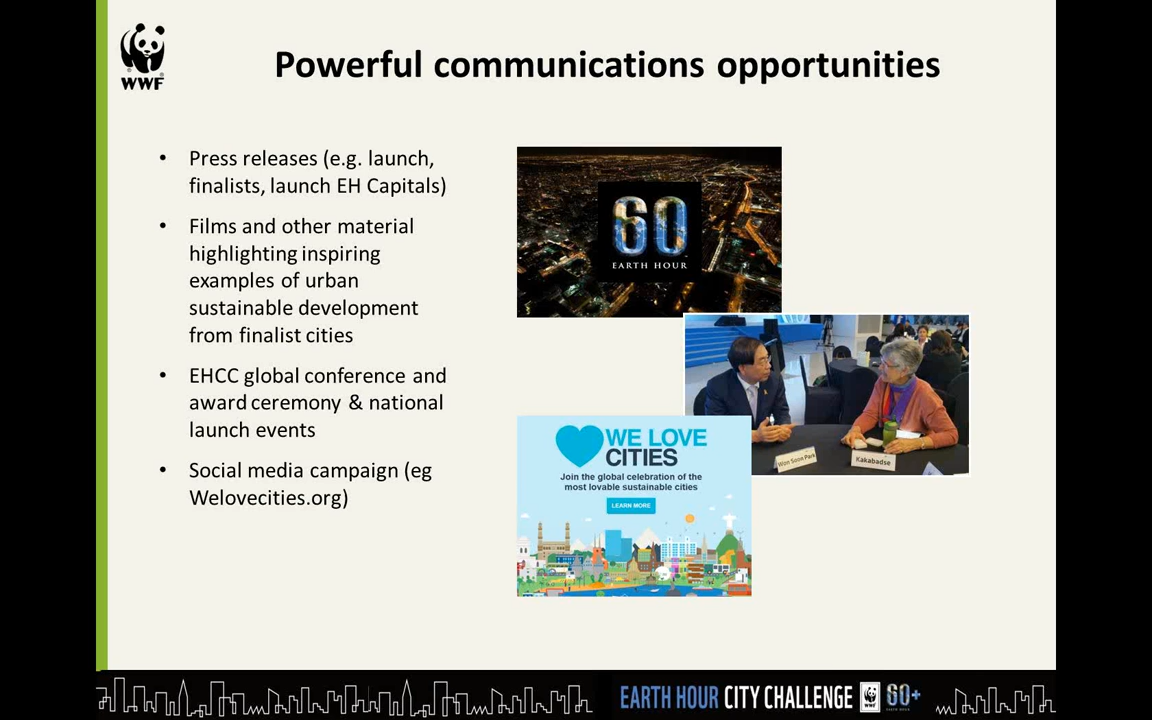 WWF
Powerful communications opportunities
• Press releases (e.g. launch,
finalists, launch EH Capitals)
• Films and other material
highlighting inspiring
examples of urban
sustainable development
from finalist cities
• EHCC global conference and
award ceremony & national
launch events
• Social media campaign (eg
Welovecities.org)
60
EARTH HOUR
Won Soon Park
Kakabadse
WE LOVE
CITIES
Join the global celebration of the
most lovable sustainable cities
LEARN MORE
EARTH HOUR CITY CHALLENGE WWF 60+
EARTH HOUR